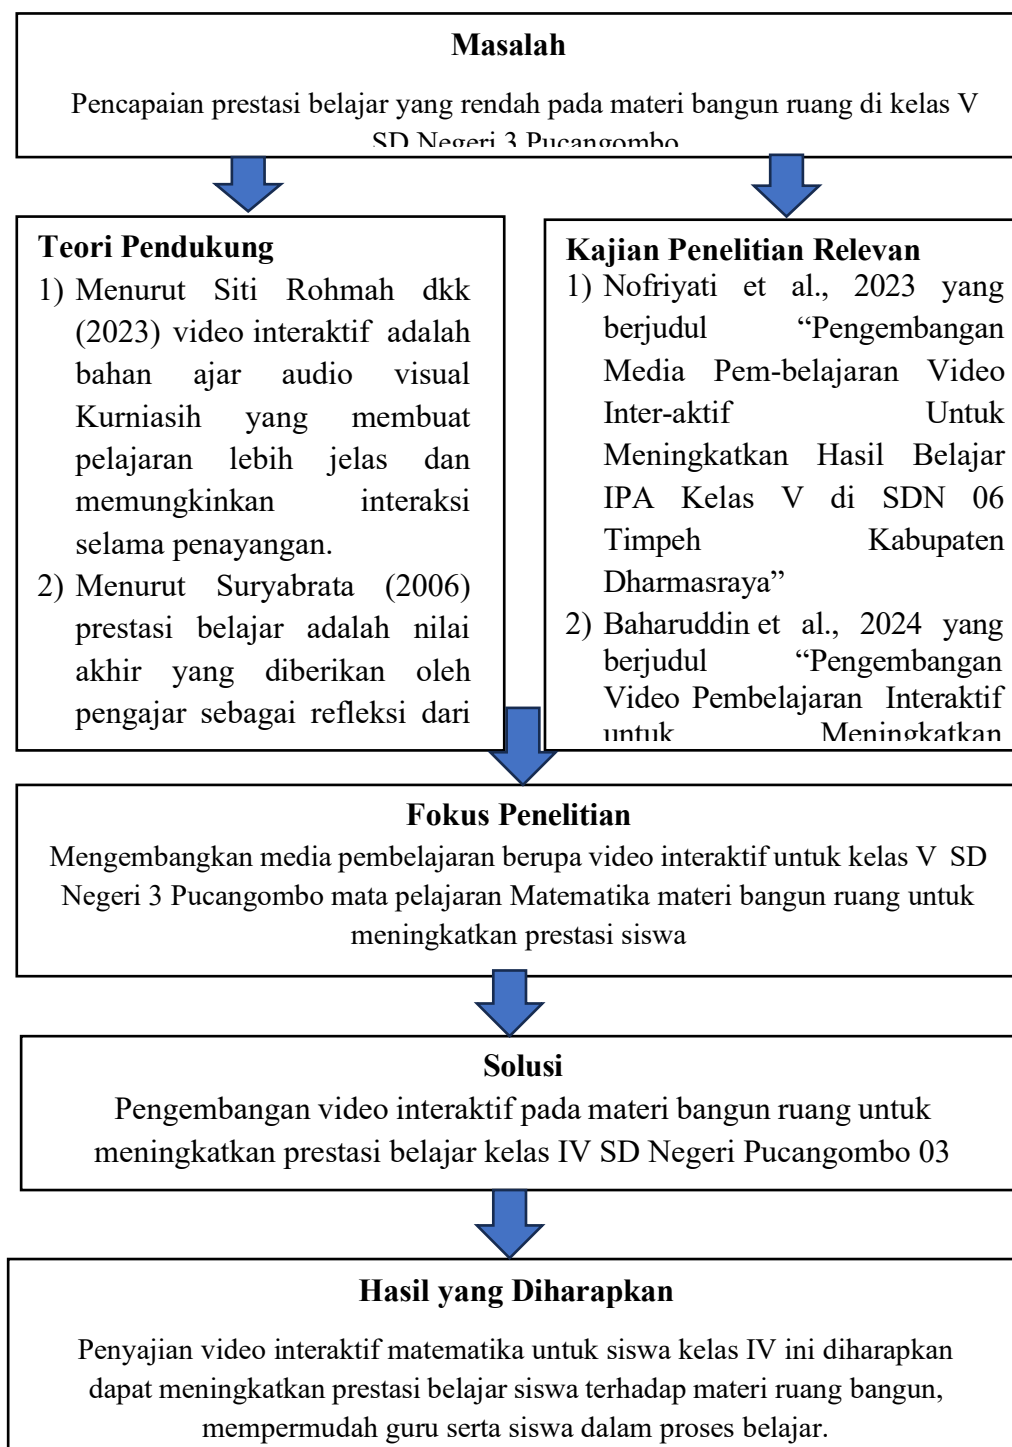 Masalah
Pencapaian prestasi belajar yang rendah pada materi bangun ruang di kelas V
SD Negeri 3 Pucangombo
Teori Pendukung
1) Menurut Siti Rohmah dkk
(2023) video interaktif adalah
bahan ajar audio visual
Kurniasih yang membuat
pelajaran lebih jelas dan
memungkinkan interaksi
selama penayangan.
2) Menurut Suryabrata (2006)
prestasi belajar adalah nilai
akhir yang diberikan oleh
pengajar sebagai refleksi dari
Kajian Penelitian Relevan
1) Nofriyati et al., 2023 yang
berjudul “Pengembangan
Media Pem-belajaran Video
Inter-aktif Untuk
Meningkatkan Hasil Belajar
IPA Kelas V di SDN 06
Timpeh Kabupaten
Dharmasraya”
2) Baharuddin et al., 2024 yang
berjudul “Pengembangan
Video Pembelajaran Interaktif
untuk Meningkatkan
Fokus Penelitian
Mengembangkan media pembelajaran berupa video interaktif untuk kelas V SD
Negeri 3 Pucangombo mata pelajaran Matematika materi bangun ruang untuk
meningkatkan prestasi siswa
Solusi
Pengembangan video interaktif pada materi bangun ruang untuk
meningkatkan prestasi belajar kelas IV SD Negeri Pucangombo 03
Hasil yang Diharapkan
Penyajian video interaktif matematika untuk siswa kelas IV ini diharapkan
dapat meningkatkan prestasi belajar siswa terhadap materi ruang bangun,
mempermudah guru serta siswa dalam proses belajar.